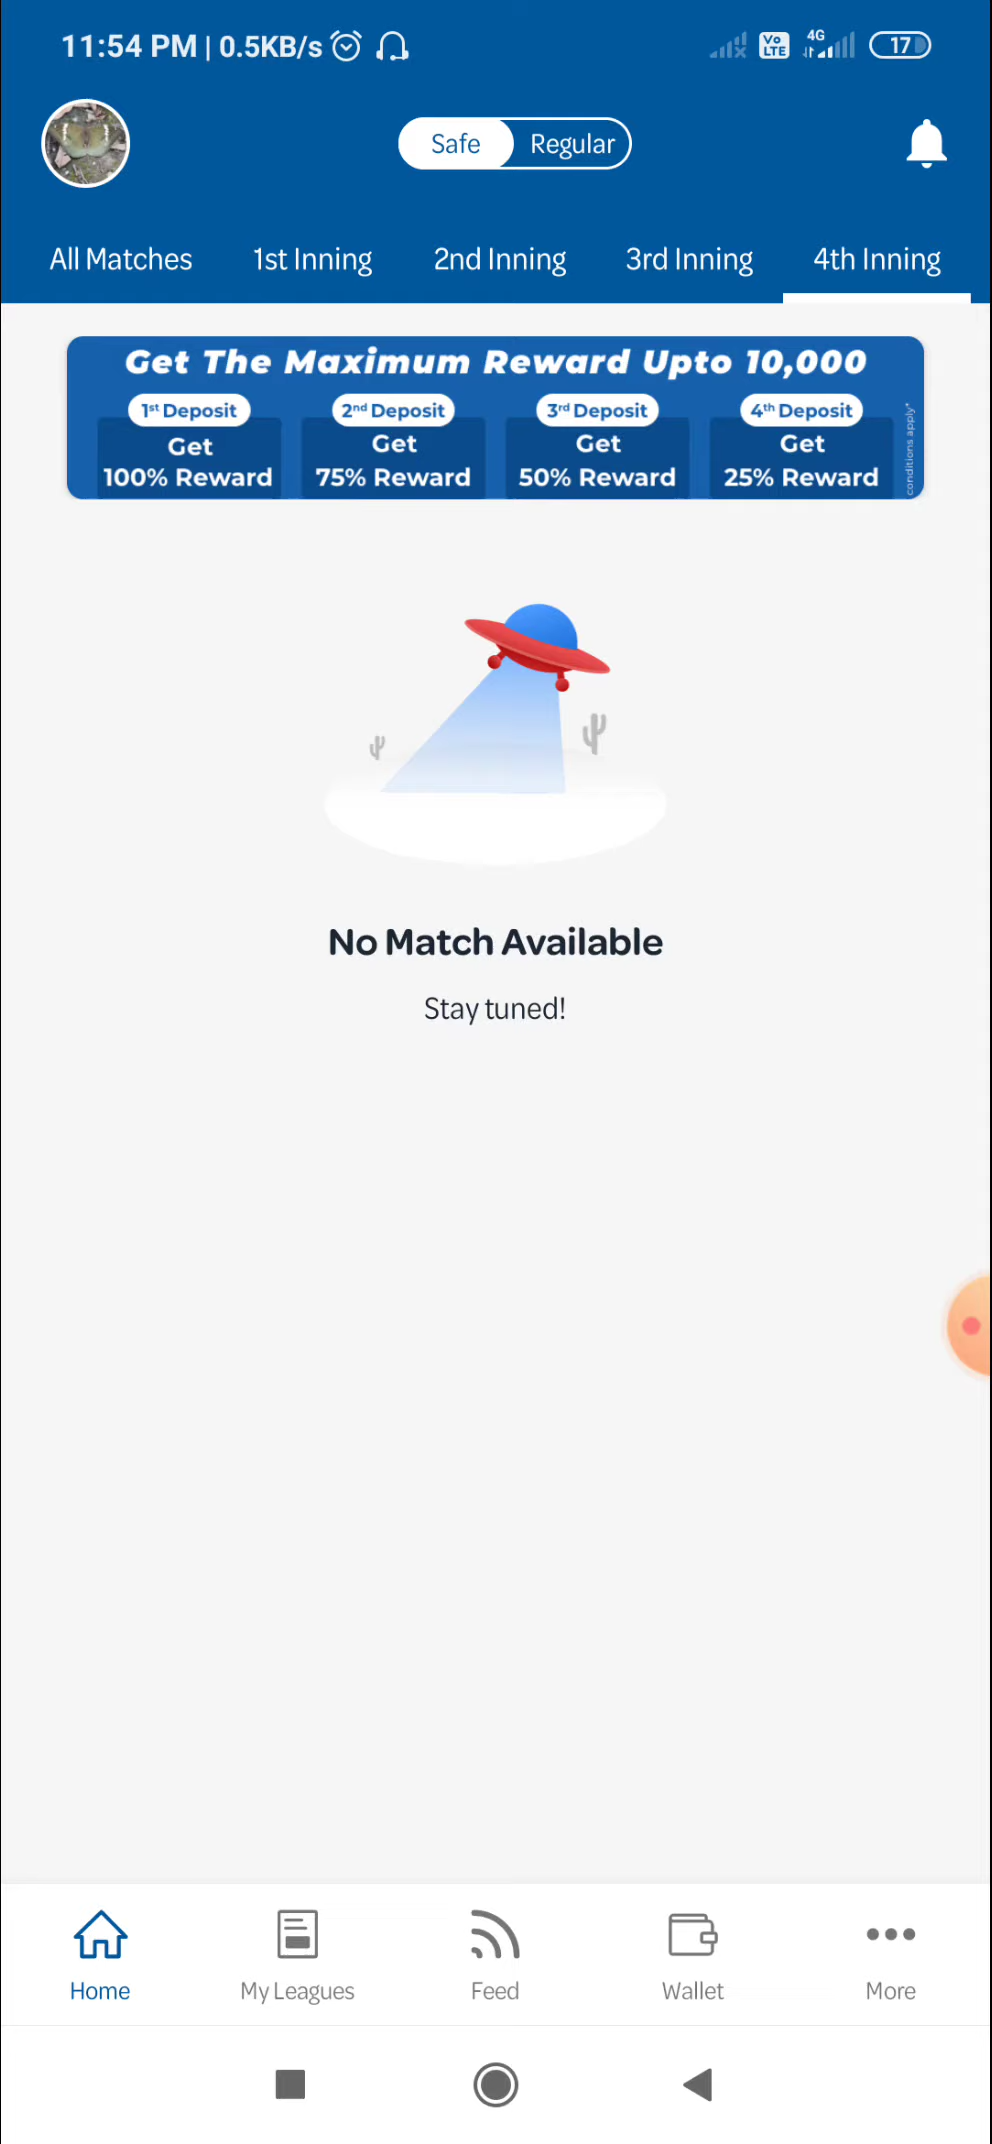 11:54 PM | 0.5KB/s
Vo LTE
4G
17
Safe
Regular
All Matches
1st Inning
2nd Inning
3rd Inning
4th Inning
Get The Maximum Reward Upto 10,000
1st Deposit
Get
100% Reward
2nd Deposit
Get
75% Reward
3rd Deposit
Get
50% Reward
4th Deposit
Get
25% Reward
conditions apply*
No Match Available
Stay tuned!
Home
My Leagues
Feed
Wallet
More